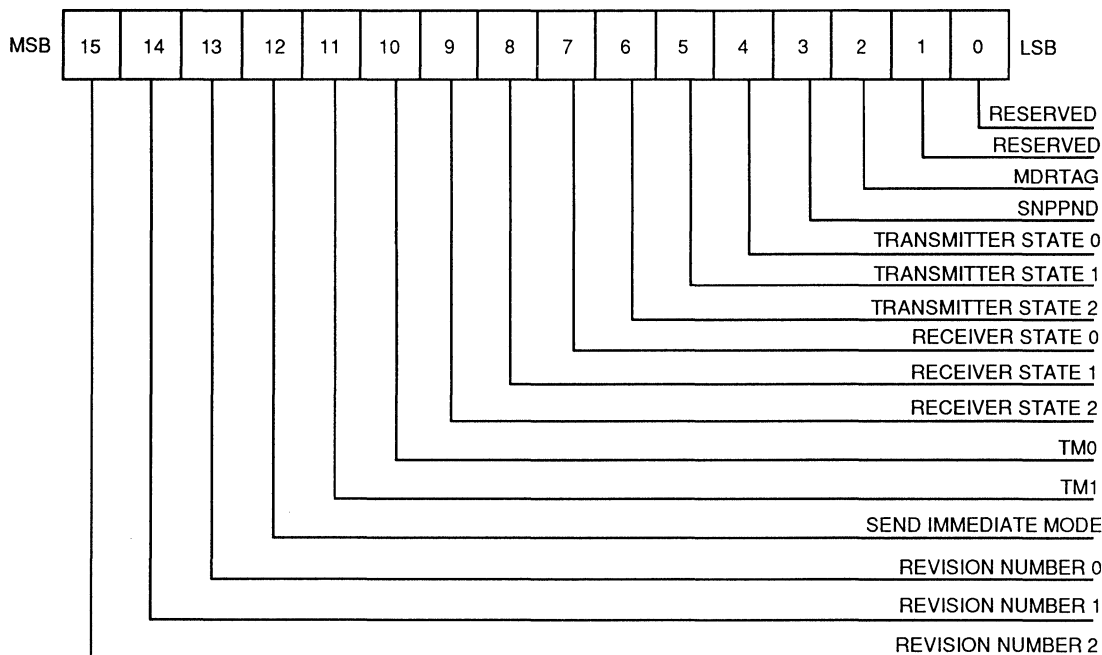 MSB 15 14 13 12 11 10 9 8 7 6 5 4 3 2 1 0 LSB
RESERVED
RESERVED
MDRTAG
SNPPND
TRANSMITTER STATE 0
TRANSMITTER STATE 1
TRANSMITTER STATE 2
RECEIVER STATE 0
RECEIVER STATE 1
RECEIVER STATE 2
TM0
TM1
SEND IMMEDIATE MODE
REVISION NUMBER 0
REVISION NUMBER 1
REVISION NUMBER 2